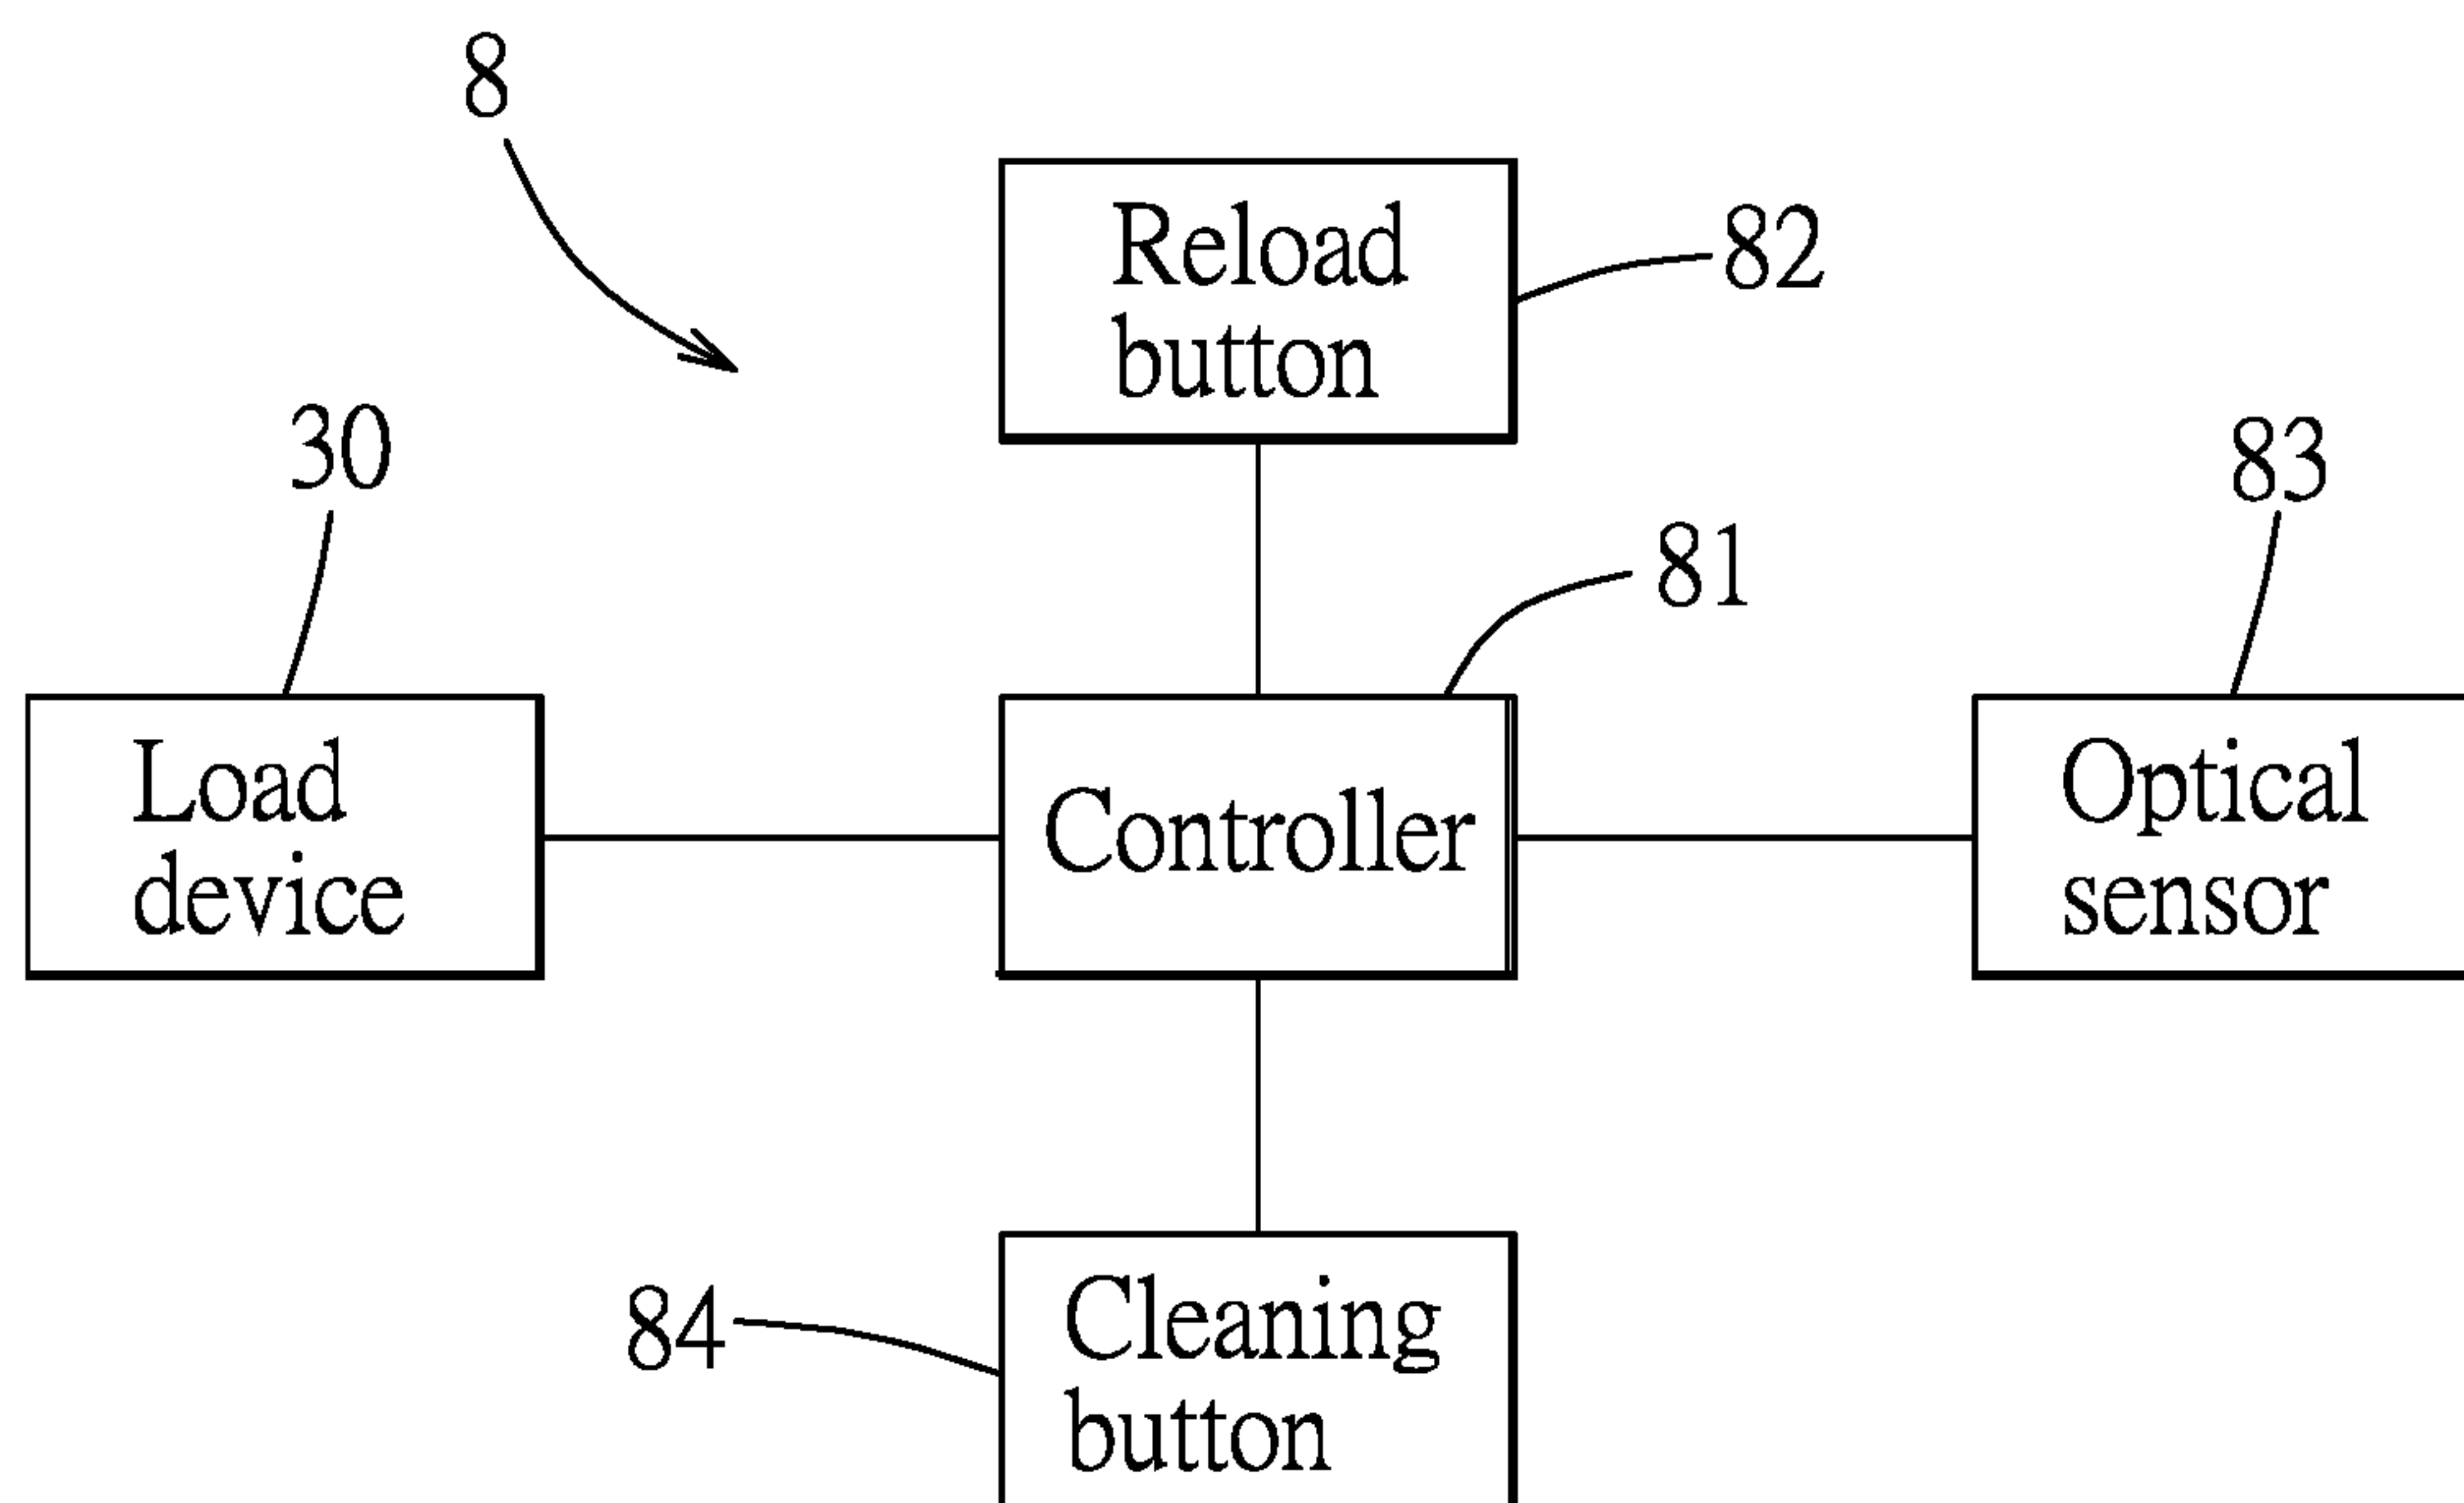 8
Reload
button
82
30
83
81
Load
device
Controller
Optical
sensor
84
Cleaning
button